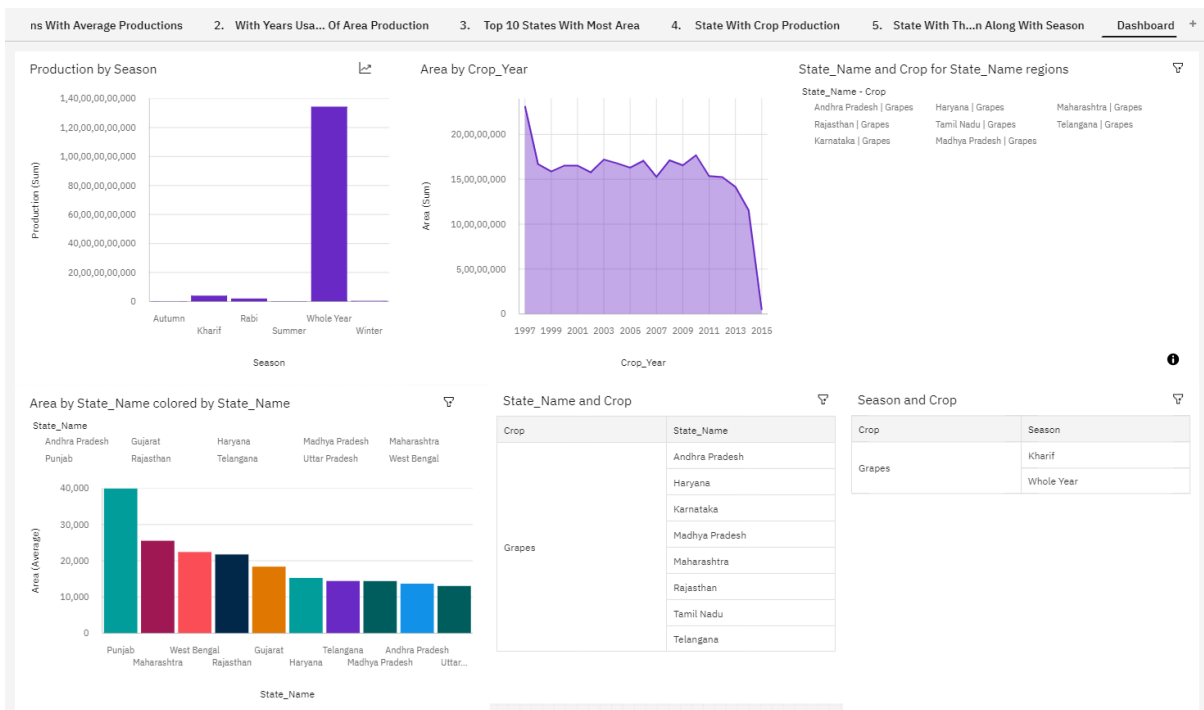 ns With Average Productions 2. With Years Usa... Of Area Production 3. Top 10 States With Most Area 4. State With Crop Production 5. State With Th...n Along With Season Dashboard +
Production by Season
1,40,00,00,00,000
1,20,00,00,00,000
1,00,00,00,00,000
80,00,00,00,000
60,00,00,00,000
40,00,00,00,000
20,00,00,00,000
0
Production (Sum)
Autumn Rabi Whole Year
Kharif Summer Winter
Season
Area by Crop_Year
20,00,00,000
15,00,00,000
10,00,00,000
5,00,00,000
0
Area (Sum)
1997 1999 2001 2003 2005 2007 2009 2011 2013 2015
Crop_Year
State_Name and Crop for State_Name regions
State_Name - Crop
Andhra Pradesh | Grapes Haryana | Grapes Maharashtra | Grapes
Rajasthan | Grapes Tamil Nadu | Grapes Telangana | Grapes
Karnataka | Grapes Madhya Pradesh | Grapes
Area by State_Name colored by State_Name
State_Name
Andhra Pradesh Gujarat Haryana Madhya Pradesh Maharashtra
Punjab Rajasthan Telangana Uttar Pradesh West Bengal
40,000
30,000
20,000
10,000
0
Area (Average)
Punjab West Bengal Gujarat Telangana Andhra Pradesh
Maharashtra Rajasthan Haryana Madhya Pradesh Uttar...
State_Name
State_Name and Crop
Crop State_Name
Grapes
Andhra Pradesh
Haryana
Karnataka
Madhya Pradesh
Maharashtra
Rajasthan
Tamil Nadu
Telangana
Season and Crop
Crop Season
Grapes
Kharif
Whole Year